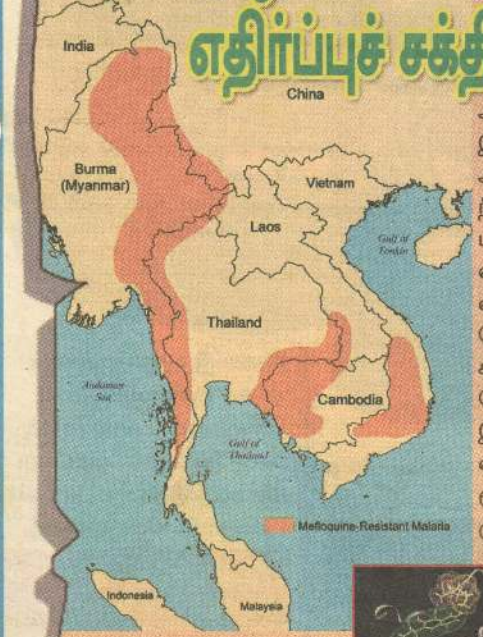 எதிர்ப்புச் சக்தி
India
China
Burma
(Myanmar)
Vietnam
Laos
Gulf of
Tonkin
Thailand
Andaman
Sea
Cambodia
Gulf of
Thailand
Mefloquine-Resistant Malaria
Indonesia
Malaysia